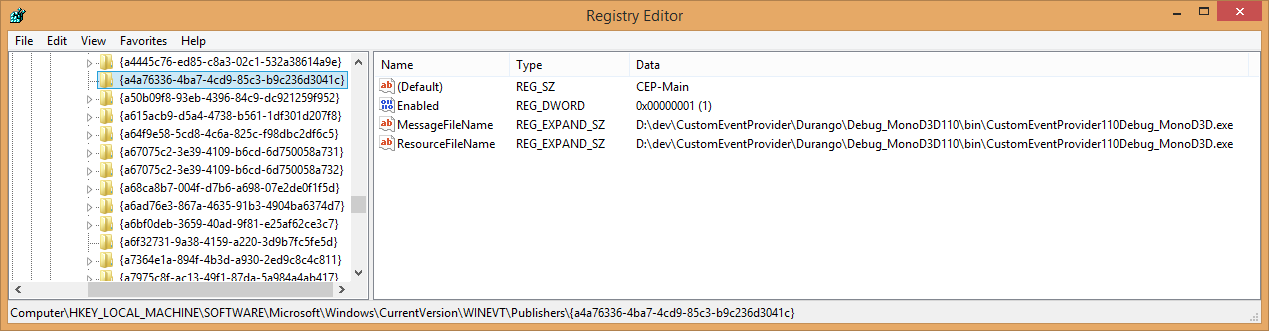 Registry Editor
File Edit View Favorites Help
{a4445c76-ed85-c8a3-02c1-532a38614a9e}
{a4a76336-4ba7-4cd9-85c3-b9c236d3041c}
{a50b09f8-93eb-4396-84c9-dc921259f952}
{a615acb9-d5a4-4738-b561-1df301d207f8}
{a64f9e58-5cd8-4c6a-825c-f98dbc2df6c5}
{a67075c2-3e39-4109-b6cd-6d750058a731}
{a67075c2-3e39-4109-b6cd-6d750058a732}
{a68ca8b7-004f-d7b6-a698-07e2de0f1f5d}
{a6ad76e3-867a-4635-91b3-4904ba6374d7}
{a6bf0deb-3659-40ad-9f81-e25af62ce3c7}
{a6f32731-9a38-4159-a220-3d9b7fc5fe5d}
{a7364e1a-894f-4b3d-a930-2ed9c8c4c811}
{a7975c8f-ac13-49f1-87da-5a984a4ab417}
Name Type Data
(Default) REG_SZ CEP-Main
Enabled REG_DWORD 0x00000001 (1)
MessageFileName REG_EXPAND_SZ D:\dev\CustomEventProvider\Durango\Debug_MonoD3D110\bin\CustomEventProvider110Debug_MonoD3D.exe
ResourceFileName REG_EXPAND_SZ D:\dev\CustomEventProvider\Durango\Debug_MonoD3D110\bin\CustomEventProvider110Debug_MonoD3D.exe
Computer\HKEY_LOCAL_MACHINE\SOFTWARE\Microsoft\Windows\CurrentVersion\WINEVT\Publishers\{a4a76336-4ba7-4cd9-85c3-b9c236d3041c}